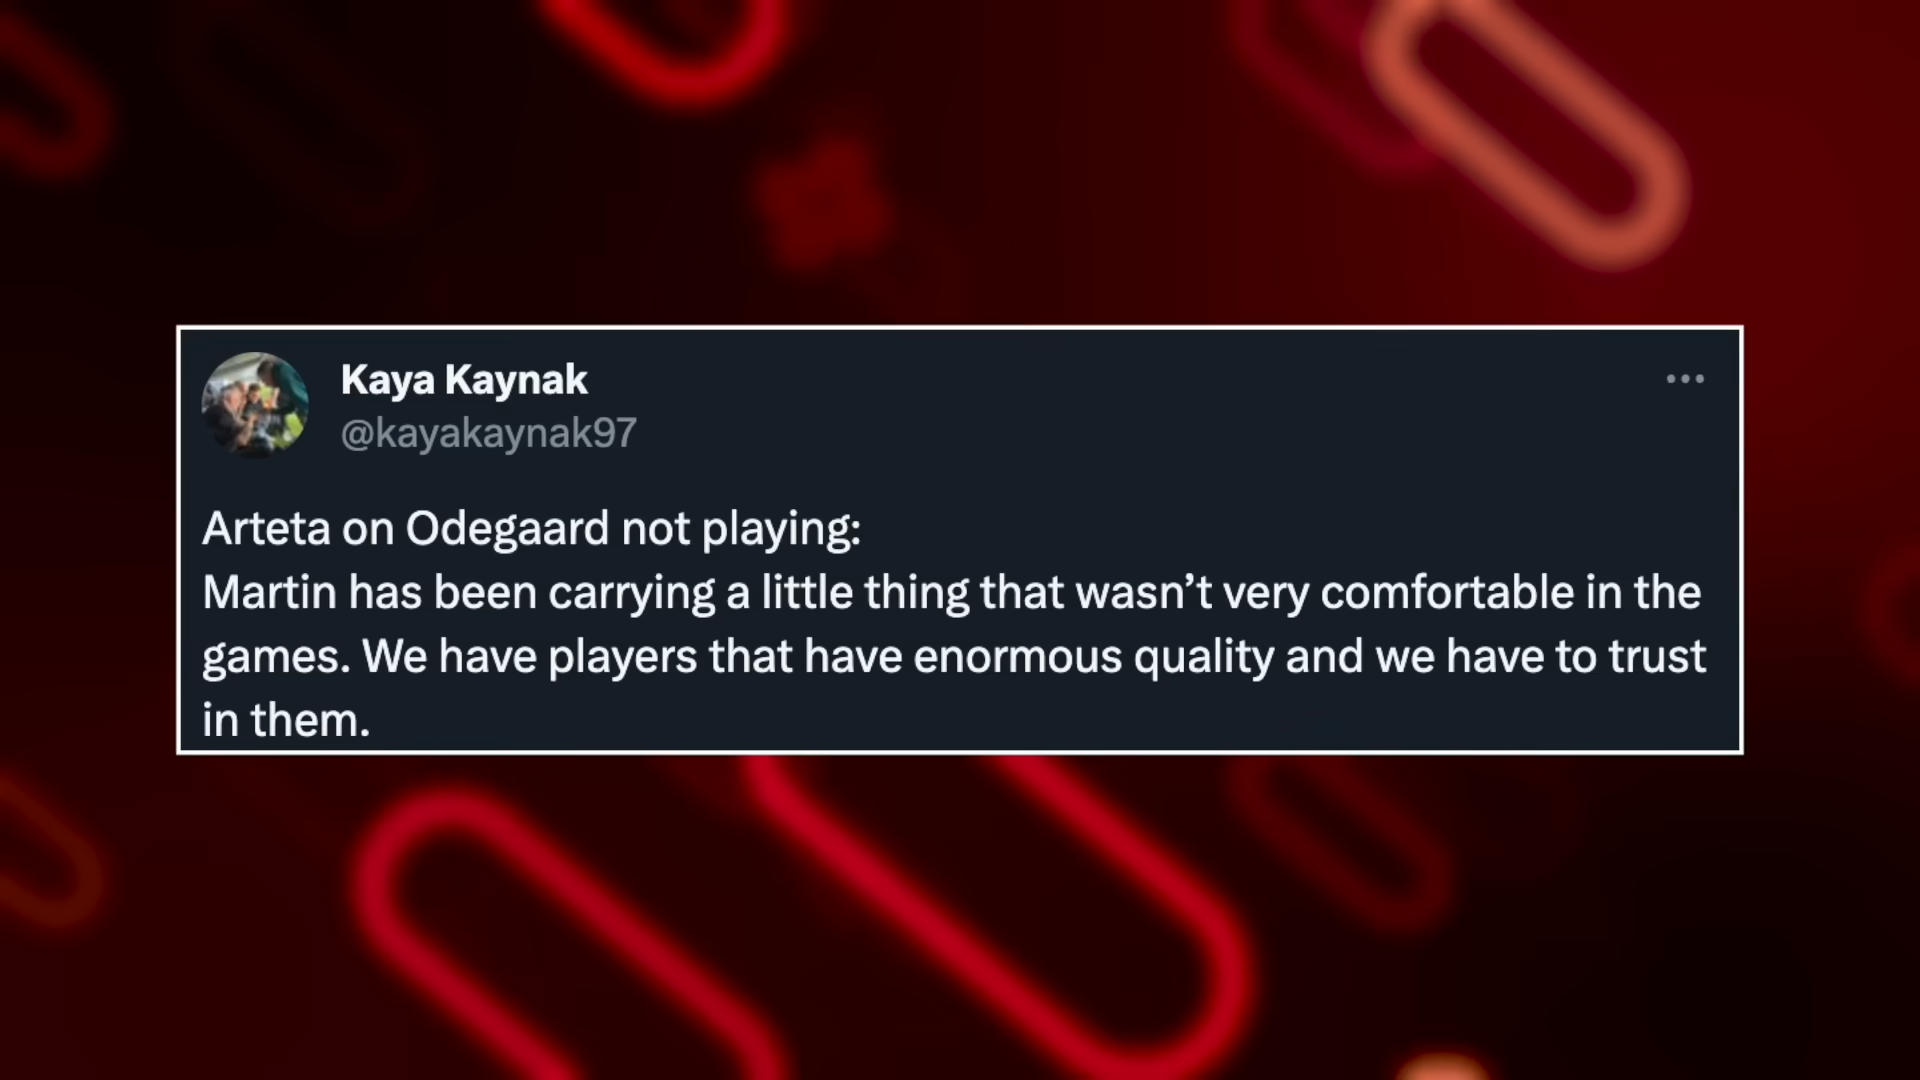 Kaya Kaynak
@kayakaynak97
Arteta on Odegaard not playing:
Martin has been carrying a little thing that wasn’t very comfortable in the
games. We have players that have enormous quality and we have to trust
in them.